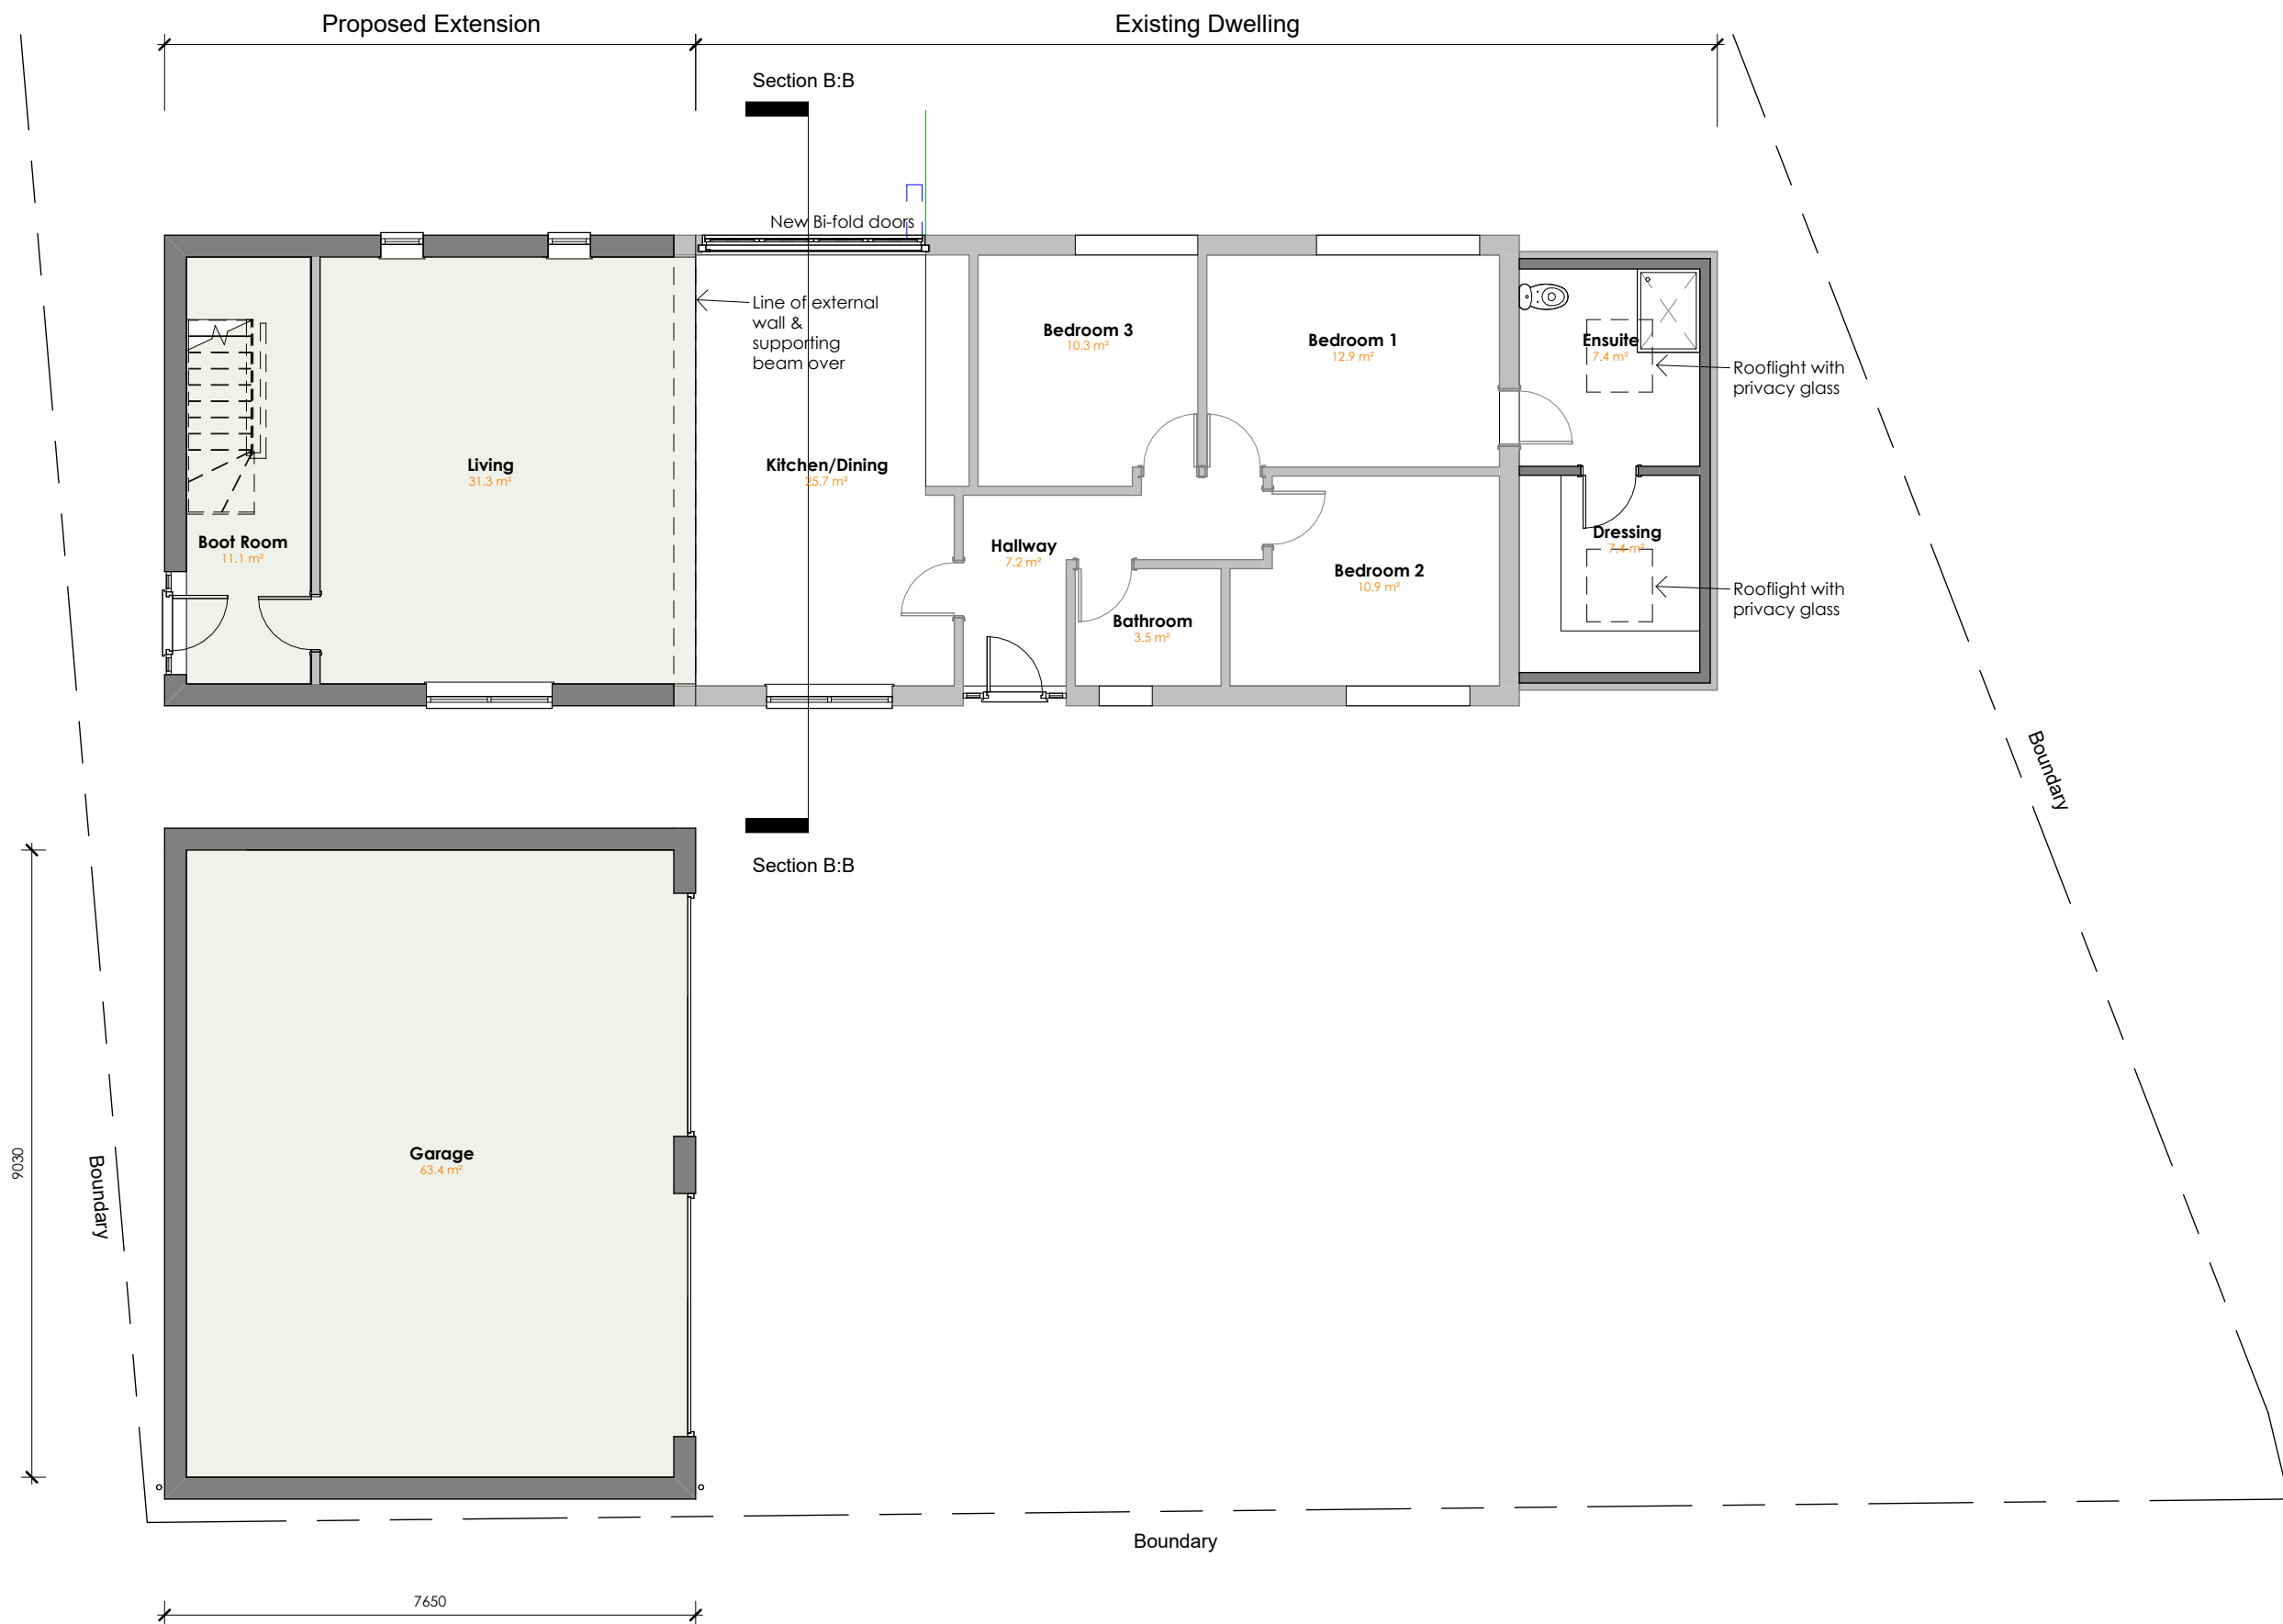 Proposed Extension
Existing Dwelling
Section B:B
New Bi-fold doors
Line of external
wall &
supporting
beam over
Bedroom 3
10.3 m²
Bedroom 1
12.9 m²
Ensuite
7.4 m²
Rooflight with
privacy glass
Living
31.3 m²
Kitchen/Dining
25.7 m²
Boot Room
11.1 m²
Hallway
7.2 m²
Dressing
7.4 m²
Bedroom 2
10.9 m²
Rooflight with
privacy glass
Bathroom
3.5 m²
Boundary
Section B:B
Garage
63.4 m²
9030
Boundary
Boundary
7650